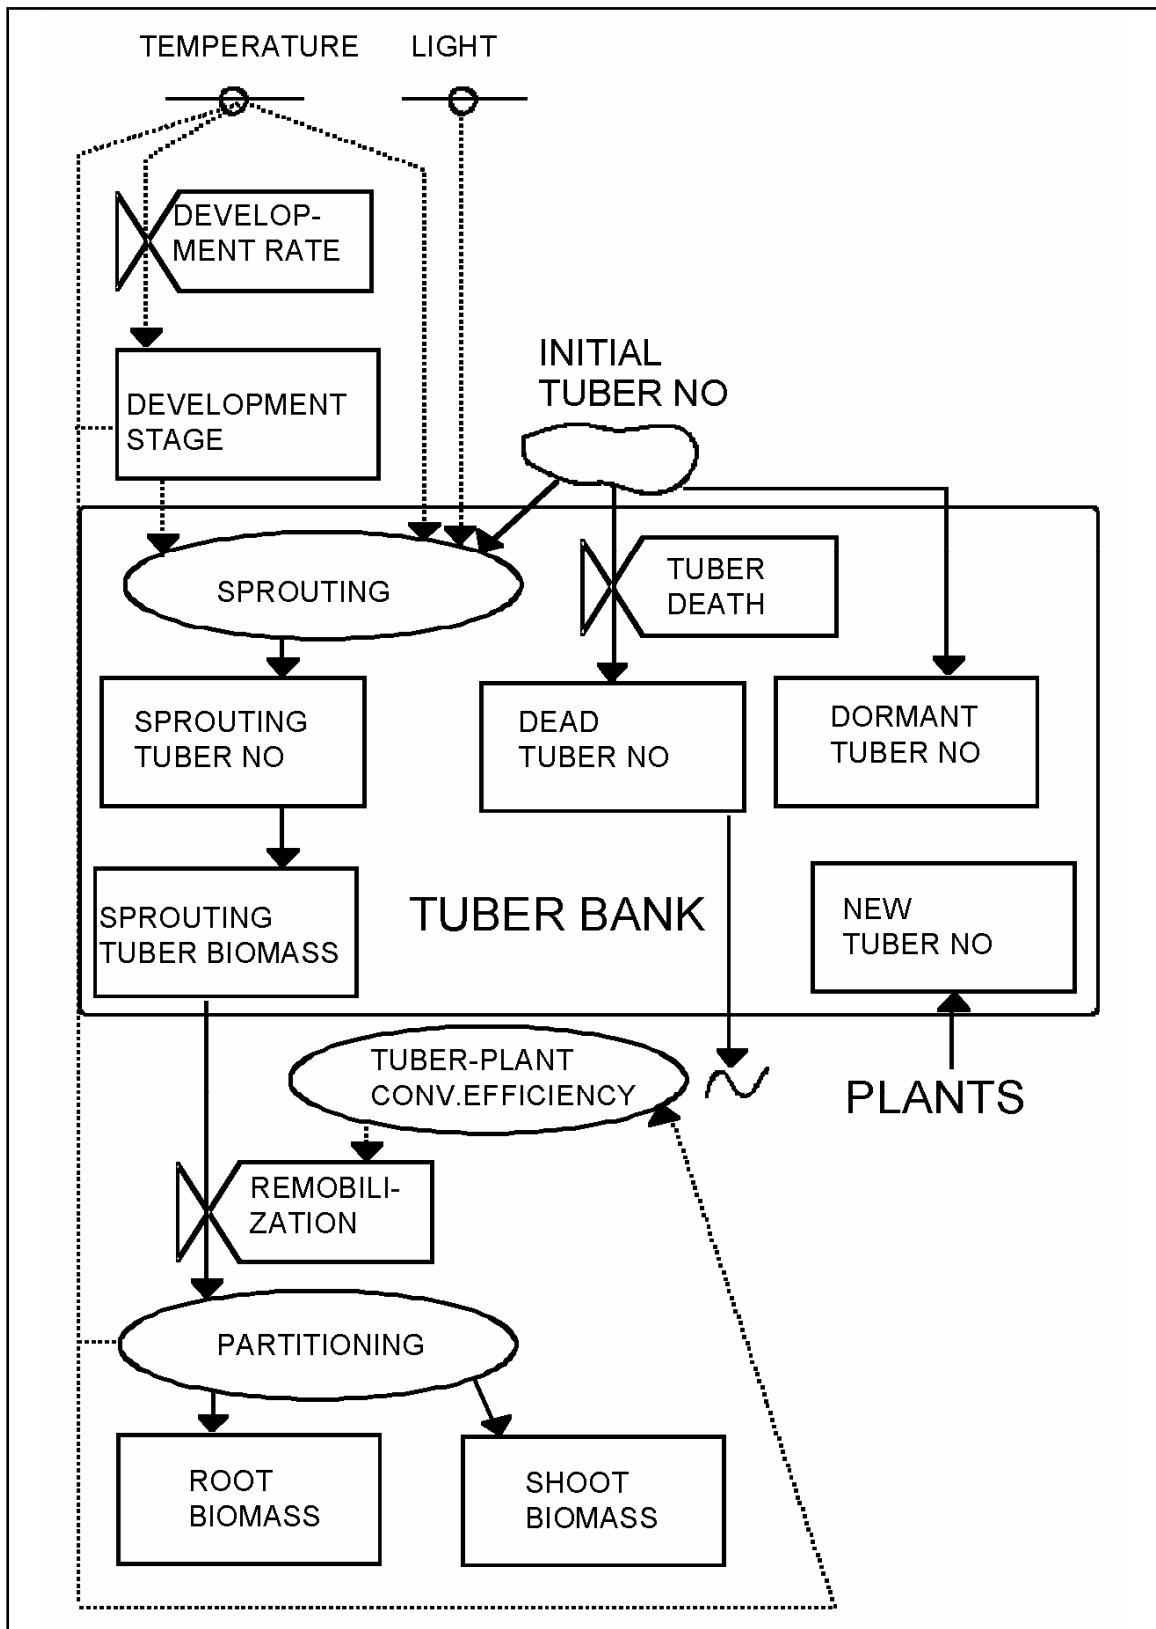 TEMPERATURE
LIGHT
DEVELOP-
MENT RATE
INITIAL
TUBER NO
DEVELOPMENT
STAGE
SPROUTING
TUBER
DEATH
SPROUTING
TUBER NO
DEAD
TUBER NO
DORMANT
TUBER NO
SPROUTING
TUBER BIOMASS
TUBER BANK
NEW
TUBER NO
TUBER-PLANT
CONV.EFFICIENCY
PLANTS
REMOBILI-
ZATION
PARTITIONING
ROOT
BIOMASS
SHOOT
BIOMASS